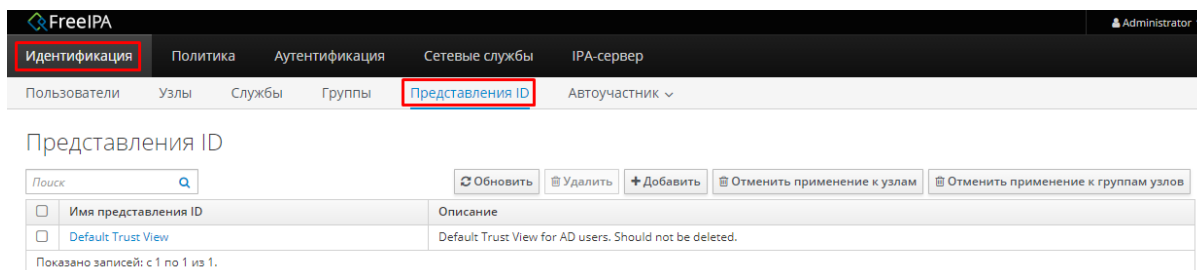 FreeIPA Administrator
Идентификация Политика Аутентификация Сетевые службы IPA-сервер
Пользователи Узлы Службы Группы Представления ID Автоучастник
Представления ID
Поиск Обновить Удалить Добавить Отменить применение к узлам Отменить применение к группам узлов
Имя представления ID Описание
Default Trust View Default Trust View for AD users. Should not be deleted.
Показано записей: с 1 по 1 из 1.